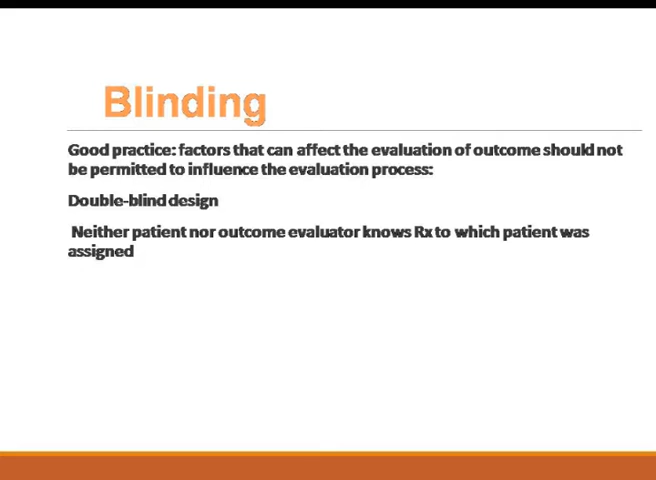 Blinding
Good practice: factors that can affect the evaluation of outcome should not
be permitted to influence the evaluation process:
Double-blind design
Neither patient nor outcome evaluator knows Rx to which patient was
assigned